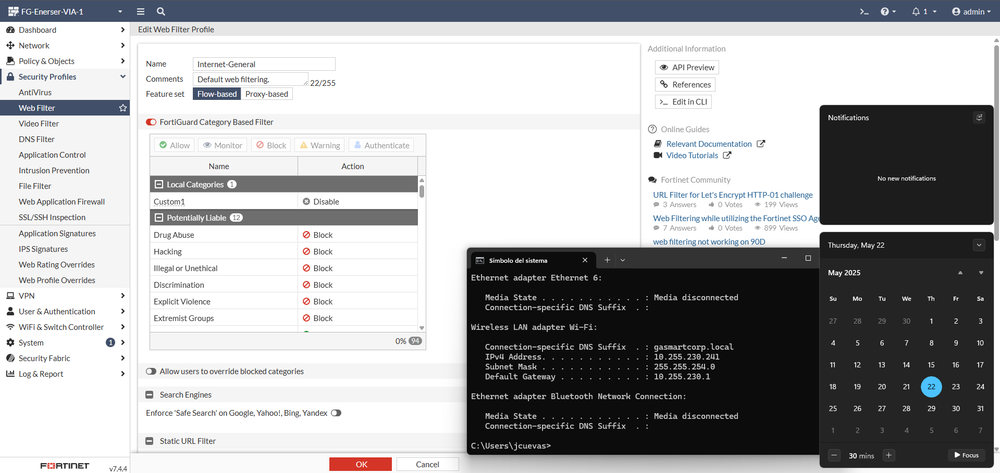 FG-Enerser-VIA-1
1
admin
Dashboard
Network
Policy & Objects
Security Profiles
AntiVirus
Web Filter
Video Filter
DNS Filter
Application Control
Intrusion Prevention
File Filter
Web Application Firewall
SSL/SSH Inspection
Application Signatures
IPS Signatures
Web Rating Overrides
Web Profile Overrides
VPN
User & Authentication
WiFi & Switch Controller
System 1
Security Fabric
Log & Report
FORTINET
v7.4.4
Edit Web Filter Profile
Name Internet-General
Comments Default web filtering. 22/255
Feature set Flow-based Proxy-based
FortiGuard Category Based Filter
Allow Monitor Block Warning Authenticate
Name Action
Local Categories 1
Custom1 Disable
Potentially Liable 12
Drug Abuse Block
Hacking Block
Illegal or Unethical Block
Discrimination Block
Explicit Violence Block
Extremist Groups Block
0% 94
Allow users to override blocked categories
Search Engines
Enforce 'Safe Search' on Google, Yahoo!, Bing, Yandex
Static URL Filter
OK Cancel
Additional Information
API Preview
References
>_ Edit in CLI
Online Guides
Relevant Documentation
Video Tutorials
Fortinet Community
URL Filter for Let's Encrypt HTTP-01 challenge
3 Answers 0 Votes 199 Views
Web Filtering while utilizing the Fortinet SSO Age
7 Answers 0 Votes 899 Views
web filtering not working on 90D
Símbolo del sistema
Ethernet adapter Ethernet 6:
Media State . . . . . . . . . . . : Media disconnected
Connection-specific DNS Suffix  . :
Wireless LAN adapter Wi-Fi:
Connection-specific DNS Suffix  . : gasmartcorp.local
IPv4 Address. . . . . . . . . . . : 10.255.230.241
Subnet Mask . . . . . . . . . . . : 255.255.254.0
Default Gateway . . . . . . . . . : 10.255.230.1
Ethernet adapter Bluetooth Network Connection:
Media State . . . . . . . . . . . : Media disconnected
Connection-specific DNS Suffix  . :
C:\Users\jcuevas>
Notifications
No new notifications
Thursday, May 22
May 2025
Su Mo Tu We Th Fr Sa
27 28 29 30 1 2 3
4 5 6 7 8 9 10
11 12 13 14 15 16 17
18 19 20 21 22 23 24
25 26 27 28 29 30 31
1 2 3 4 5 6 7
30 mins Focus